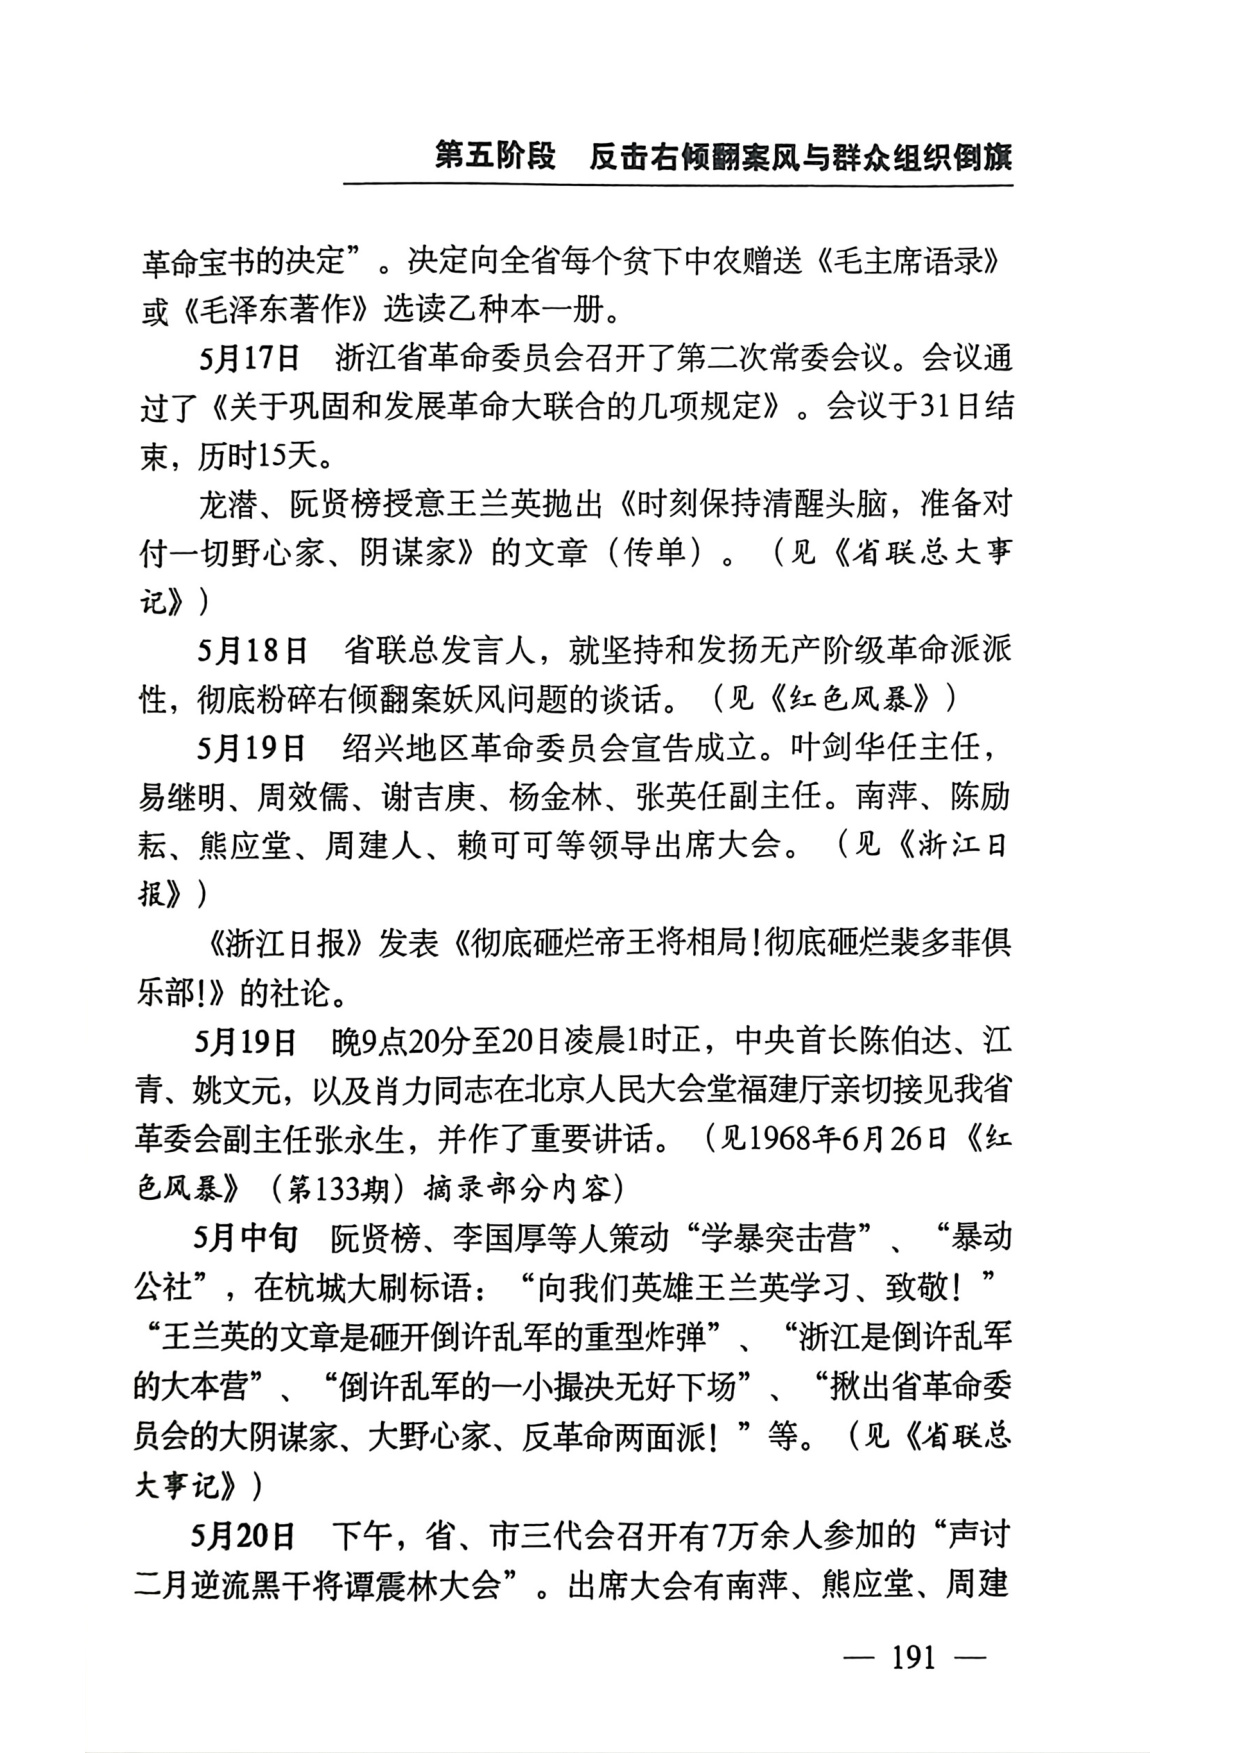 第五阶段　反击右倾翻案风与群众组织倒旗
革命宝书的决定”。决定向全省每个贫下中农赠送《毛主席语录》
或《毛泽东著作》选读乙种本一册。
5月17日　浙江省革命委员会召开了第二次常委会议。会议通
过了《关于巩固和发展革命大联合的几项规定》。会议于31日结
束，历时15天。
龙潜、阮贤榜授意王兰英抛出《时刻保持清醒头脑，准备对
付一切野心家、阴谋家》的文章（传单）。（见《省联总大事
记》）
5月18日　省联总发言人，就坚持和发扬无产阶级革命派派
性，彻底粉碎右倾翻案妖风问题的谈话。（见《红色风暴》）
5月19日　绍兴地区革命委员会宣告成立。叶剑华任主任，
易继明、周效儒、谢吉庚、杨金林、张英任副主任。南萍、陈励
耘、熊应堂、周建人、赖可可等领导出席大会。（见《浙江日
报》）
《浙江日报》发表《彻底砸烂帝王将相局！彻底砸烂裴多菲俱
乐部！》的社论。
5月19日　晚9点20分至20日凌晨1时正，中央首长陈伯达、江
青、姚文元，以及肖力同志在北京人民大会堂福建厅亲切接见我省
革委会副主任张永生，并作了重要讲话。（见1968年6月26日《红
色风暴》（第133期）摘录部分内容）
5月中旬　阮贤榜、李国厚等人策动“学暴突击营”、“暴动
公社”，在杭城大刷标语：“向我们英雄王兰英学习、致敬！”
“王兰英的文章是砸开倒许乱军的重型炸弹”、“浙江是倒许乱军
的大本营”、“倒许乱军的一小撮决无好下场”、“揪出省革命委
员会的大阴谋家、大野心家、反革命两面派！”等。（见《省联总
大事记》）
5月20日　下午，省、市三代会召开有7万余人参加的“声讨
二月逆流黑干将谭震林大会”。出席大会有南萍、熊应堂、周建
— 191 —